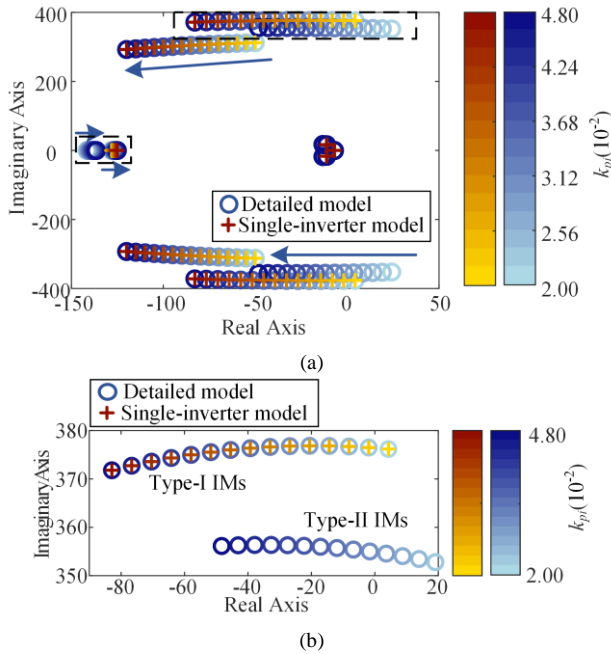 400
200
0
-200
-400
Imaginary Axis
-150
-100
-50
0
50
Real Axis
Detailed model
Single-inverter model
4.80
4.24
3.68
3.12
2.56
2.00
k_pi(10^-2)
(a)
Detailed model
Single-inverter model
380
370
360
350
ImaginaryAxis
Type-I IMs
Type-II IMs
-80
-60
-40
-20
0
20
Real Axis
4.80
2.00
k_pi(10^-2)
(b)